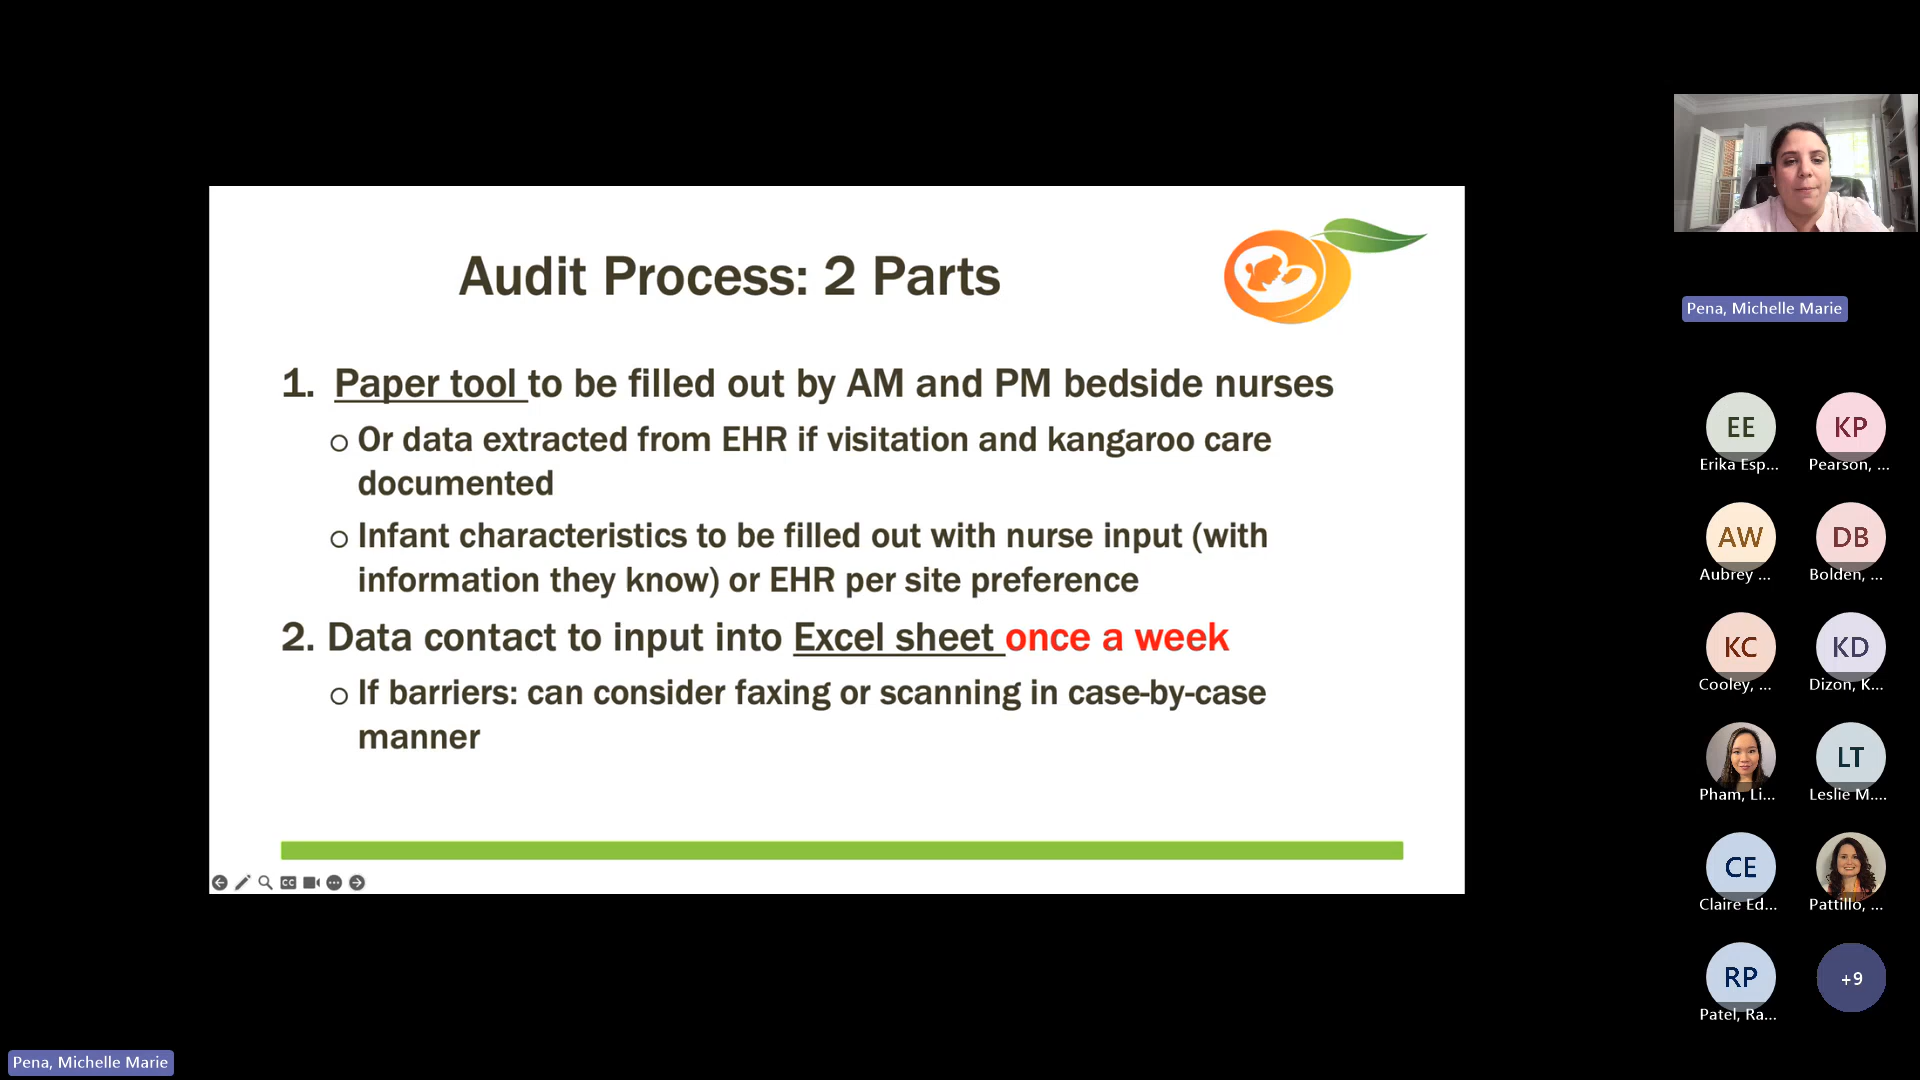 Audit Process: 2 Parts
1. Paper tool to be filled out by AM and PM bedside nurses
o Or data extracted from EHR if visitation and kangaroo care
documented
o Infant characteristics to be filled out with nurse input (with
information they know) or EHR per site preference
2. Data contact to input into Excel sheet once a week
o If barriers: can consider faxing or scanning in case-by-case
manner
CC
Pena, Michelle Marie
EE
Erika Esp...
KP
Pearson, ...
AW
Aubrey ...
DB
Bolden, ...
KC
Cooley, ...
KD
Dizon, K...
Pham, Li...
LT
Leslie M....
CE
Claire Ed...
Pattillo, ...
RP
Patel, Ra...
+9
Pena, Michelle Marie